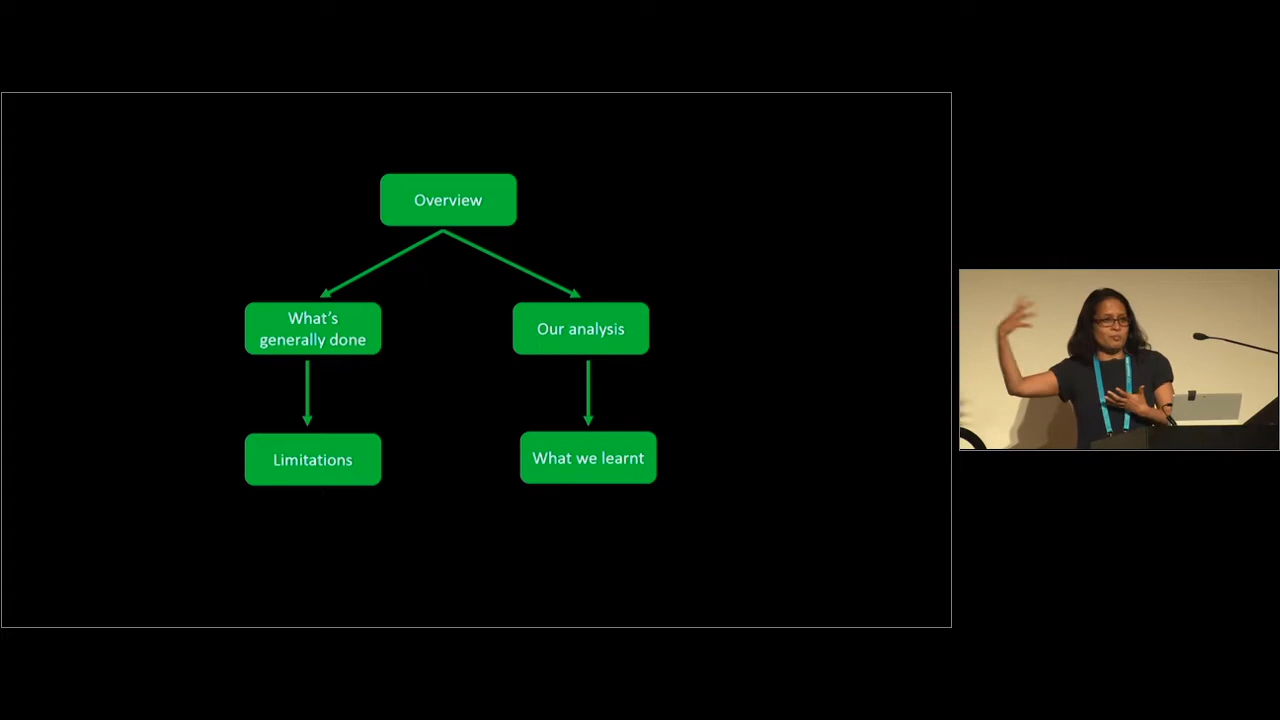 Overview
What's
generally done
Our analysis
Limitations
What we learnt